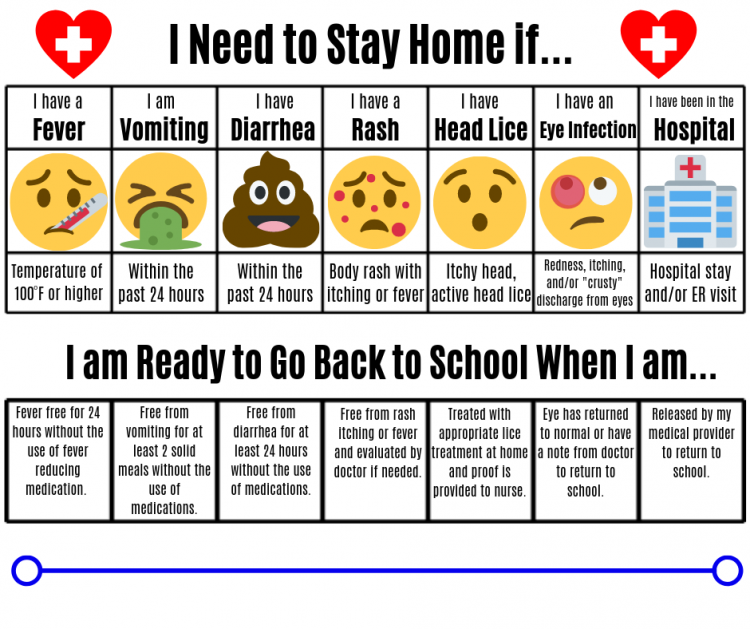 I Need to Stay Home if...
I have a
Fever
I am
Vomiting
I have
Diarrhea
I have a
Rash
I have
Head Lice
I have an
Eye Infection
I have been in the
Hospital
Temperature of
100°F or higher
Within the
past 24 hours
Within the
past 24 hours
Body rash with
itching or fever
Itchy head,
active head lice
Redness, itching,
and/or "crusty"
discharge from eyes
Hospital stay
and/or ER visit
I am Ready to Go Back to School When I am...
Fever free for 24
hours without the
use of fever
reducing
medication.
Free from
vomiting for at
least 2 solid
meals without the
use of
medications.
Free from
diarrhea for at
least 24 hours
without the use
of medications.
Free from rash
itching or fever
and evaluated by
doctor if needed.
Treated with
appropriate lice
treatment at home
and proof is
provided to nurse.
Eye has returned
to normal or have
a note from doctor
to return to
school.
Released by my
medical provider
to return to
school.